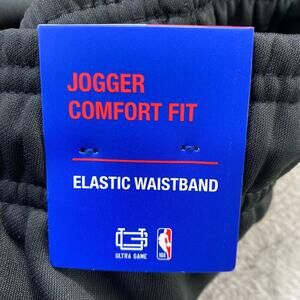 JOGGER
COMFORT FIT
ELASTIC WAISTBAND
ULTRA GAME
NBA